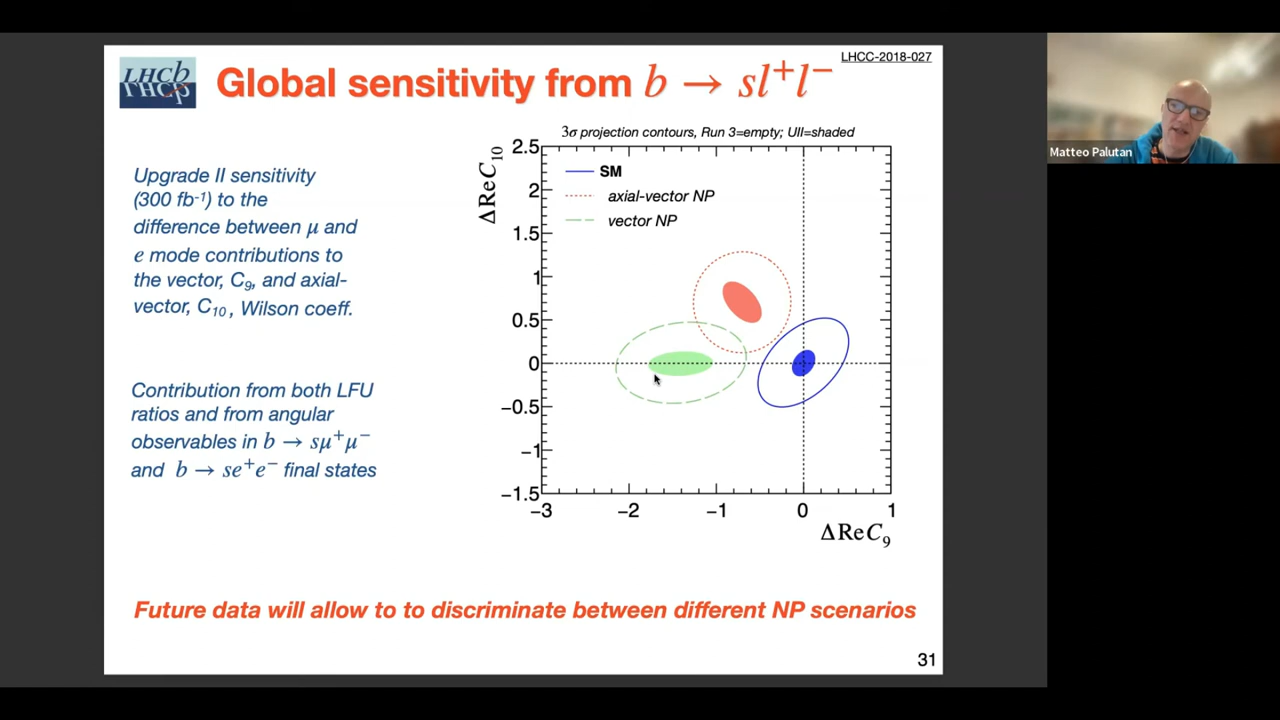 LHCC-2018-027
LHCb
LHCp
Global sensitivity from b → sl⁺l⁻
3σ projection contours, Run 3=empty; UII=shaded
Upgrade II sensitivity
(300 fb⁻¹) to the
difference between μ and
e mode contributions to
the vector, C₉, and axial-
vector, C₁₀, Wilson coeff.
Contribution from both LFU
ratios and from angular
observables in b → sμ⁺μ⁻
and b → se⁺e⁻ final states
ΔReC₁₀
2.5
2
1.5
1
0.5
0
−0.5
−1
−1.5
SM
axial-vector NP
vector NP
−3 −2 −1 0 1
ΔReC₉
Future data will allow to to discriminate between different NP scenarios
31
Matteo Palutan